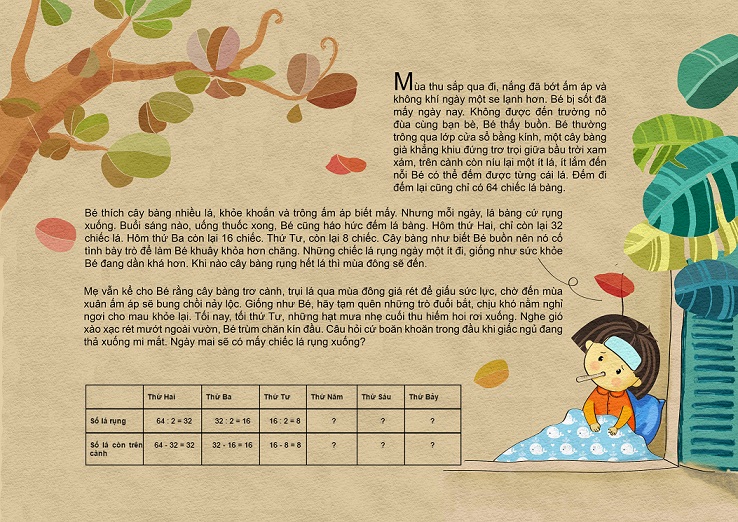 Mùa thu sắp qua đi, nắng đã bớt ấm áp và
không khí ngày một se lạnh hơn. Bé bị sốt đã
mấy ngày nay. Không được đến trường nô
đùa cùng bạn bè, Bé thấy buồn. Bé thường
trông qua lớp cửa sổ bằng kính, một cây bàng
già khẳng khiu đứng trơ trọi giữa bầu trời xam
xám, trên cành còn níu lại một ít lá, ít lắm đến
nỗi Bé có thể đếm được từng cái lá. Đếm đi
đếm lại cũng chỉ có 64 chiếc lá bàng.
Bé thích cây bàng nhiều lá, khỏe khoắn và trông ấm áp biết mấy. Nhưng mỗi ngày, lá bàng cứ rụng
xuống. Buổi sáng nào, uống thuốc xong, Bé cũng háo hức đếm lá bàng. Hôm thứ Hai, chỉ còn lại 32
chiếc lá. Hôm thứ Ba còn lại 16 chiếc. Thứ Tư, còn lại 8 chiếc. Cây bàng như biết Bé buồn nên nó cố
tình bày trò để làm Bé khuây khỏa hơn chăng. Những chiếc lá rụng ngày một ít đi, giống như sức khỏe
Bé đang dần khá hơn. Khi nào cây bàng rụng hết lá thì mùa đông sẽ đến.
Mẹ vẫn kể cho Bé rằng cây bàng trơ cành, trụi lá qua mùa đông giá rét để giấu sức lực, chờ đến mùa
xuân ấm áp sẽ bung chồi nảy lộc. Giống như Bé, hãy tạm quên những trò đuổi bắt, chịu khó nằm nghỉ
ngơi cho mau khỏe lại. Tối nay, tối thứ Tư, những hạt mưa nhẹ cuối thu hiếm hoi rơi xuống. Nghe gió
xào xạc rét mướt ngoài vườn, Bé trùm chăn kín đầu. Câu hỏi cứ boăn khoăn trong đầu khi giấc ngủ đang
thả xuống mi mắt. Ngày mai sẽ có mấy chiếc lá rụng xuống?
Thứ Hai Thứ Ba Thứ Tư Thứ Năm Thứ Sáu Thứ Bảy
Số lá rụng 64 : 2 = 32 32 : 2 = 16 16 : 2 = 8 ? ? ?
Số lá còn trên 64 - 32 = 32 32 - 16 = 16 16 - 8 = 8 ? ? ?
cành